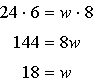 24 · 6 = w · 8
144 = 8w
18 = w